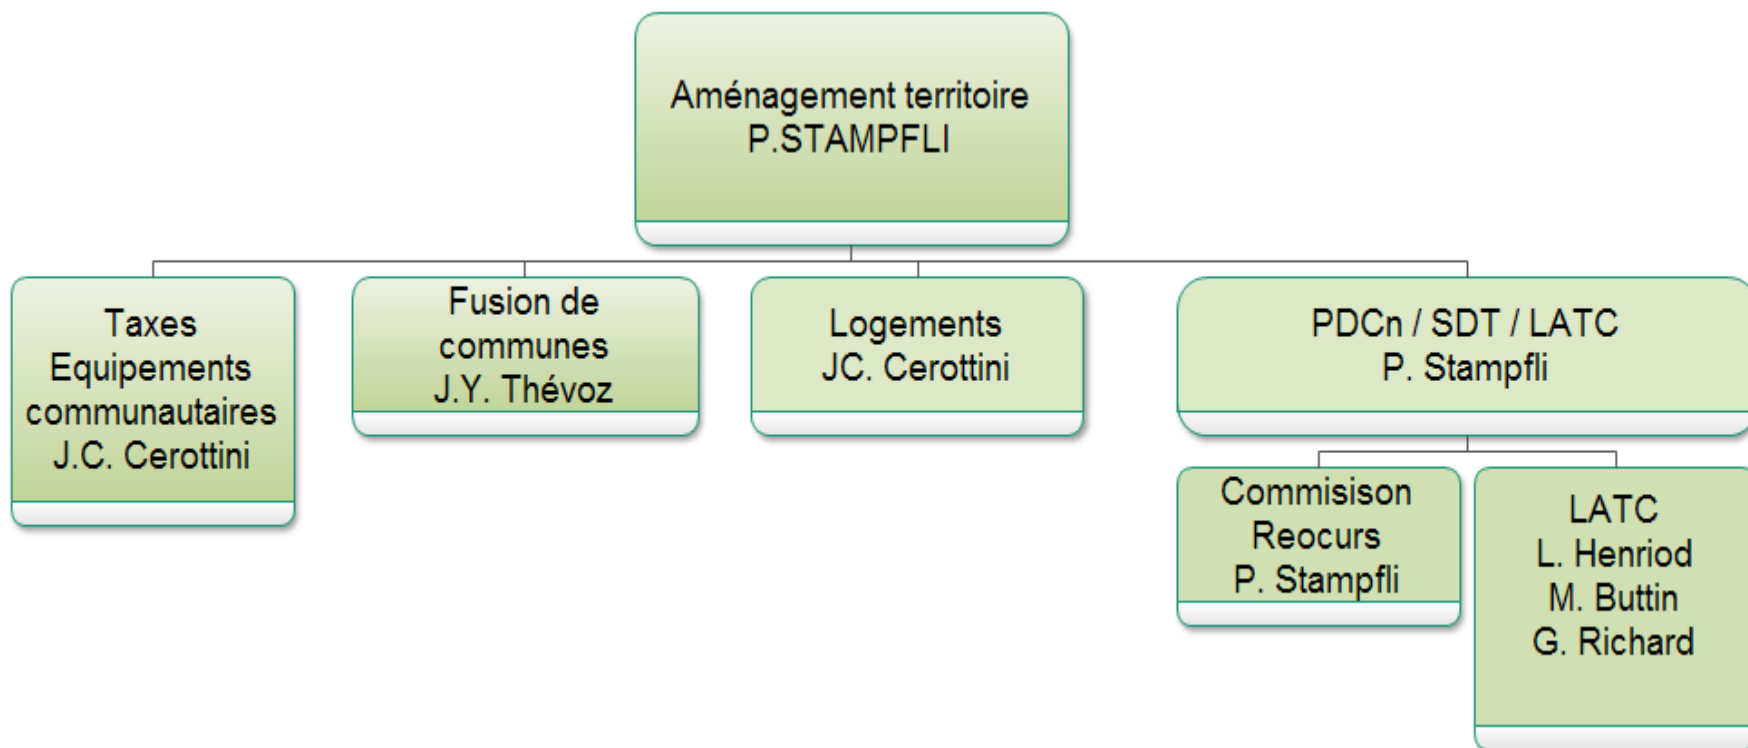 Aménagement territoire
P.STAMPFLI
Taxes
Equipements
communautaires
J.C. Cerottini
Fusion de
communes
J.Y. Thévoz
Logements
JC. Cerottini
PDCn / SDT / LATC
P. Stampfli
Commisison
Reocurs
P. Stampfli
LATC
L. Henriod
M. Buttin
G. Richard